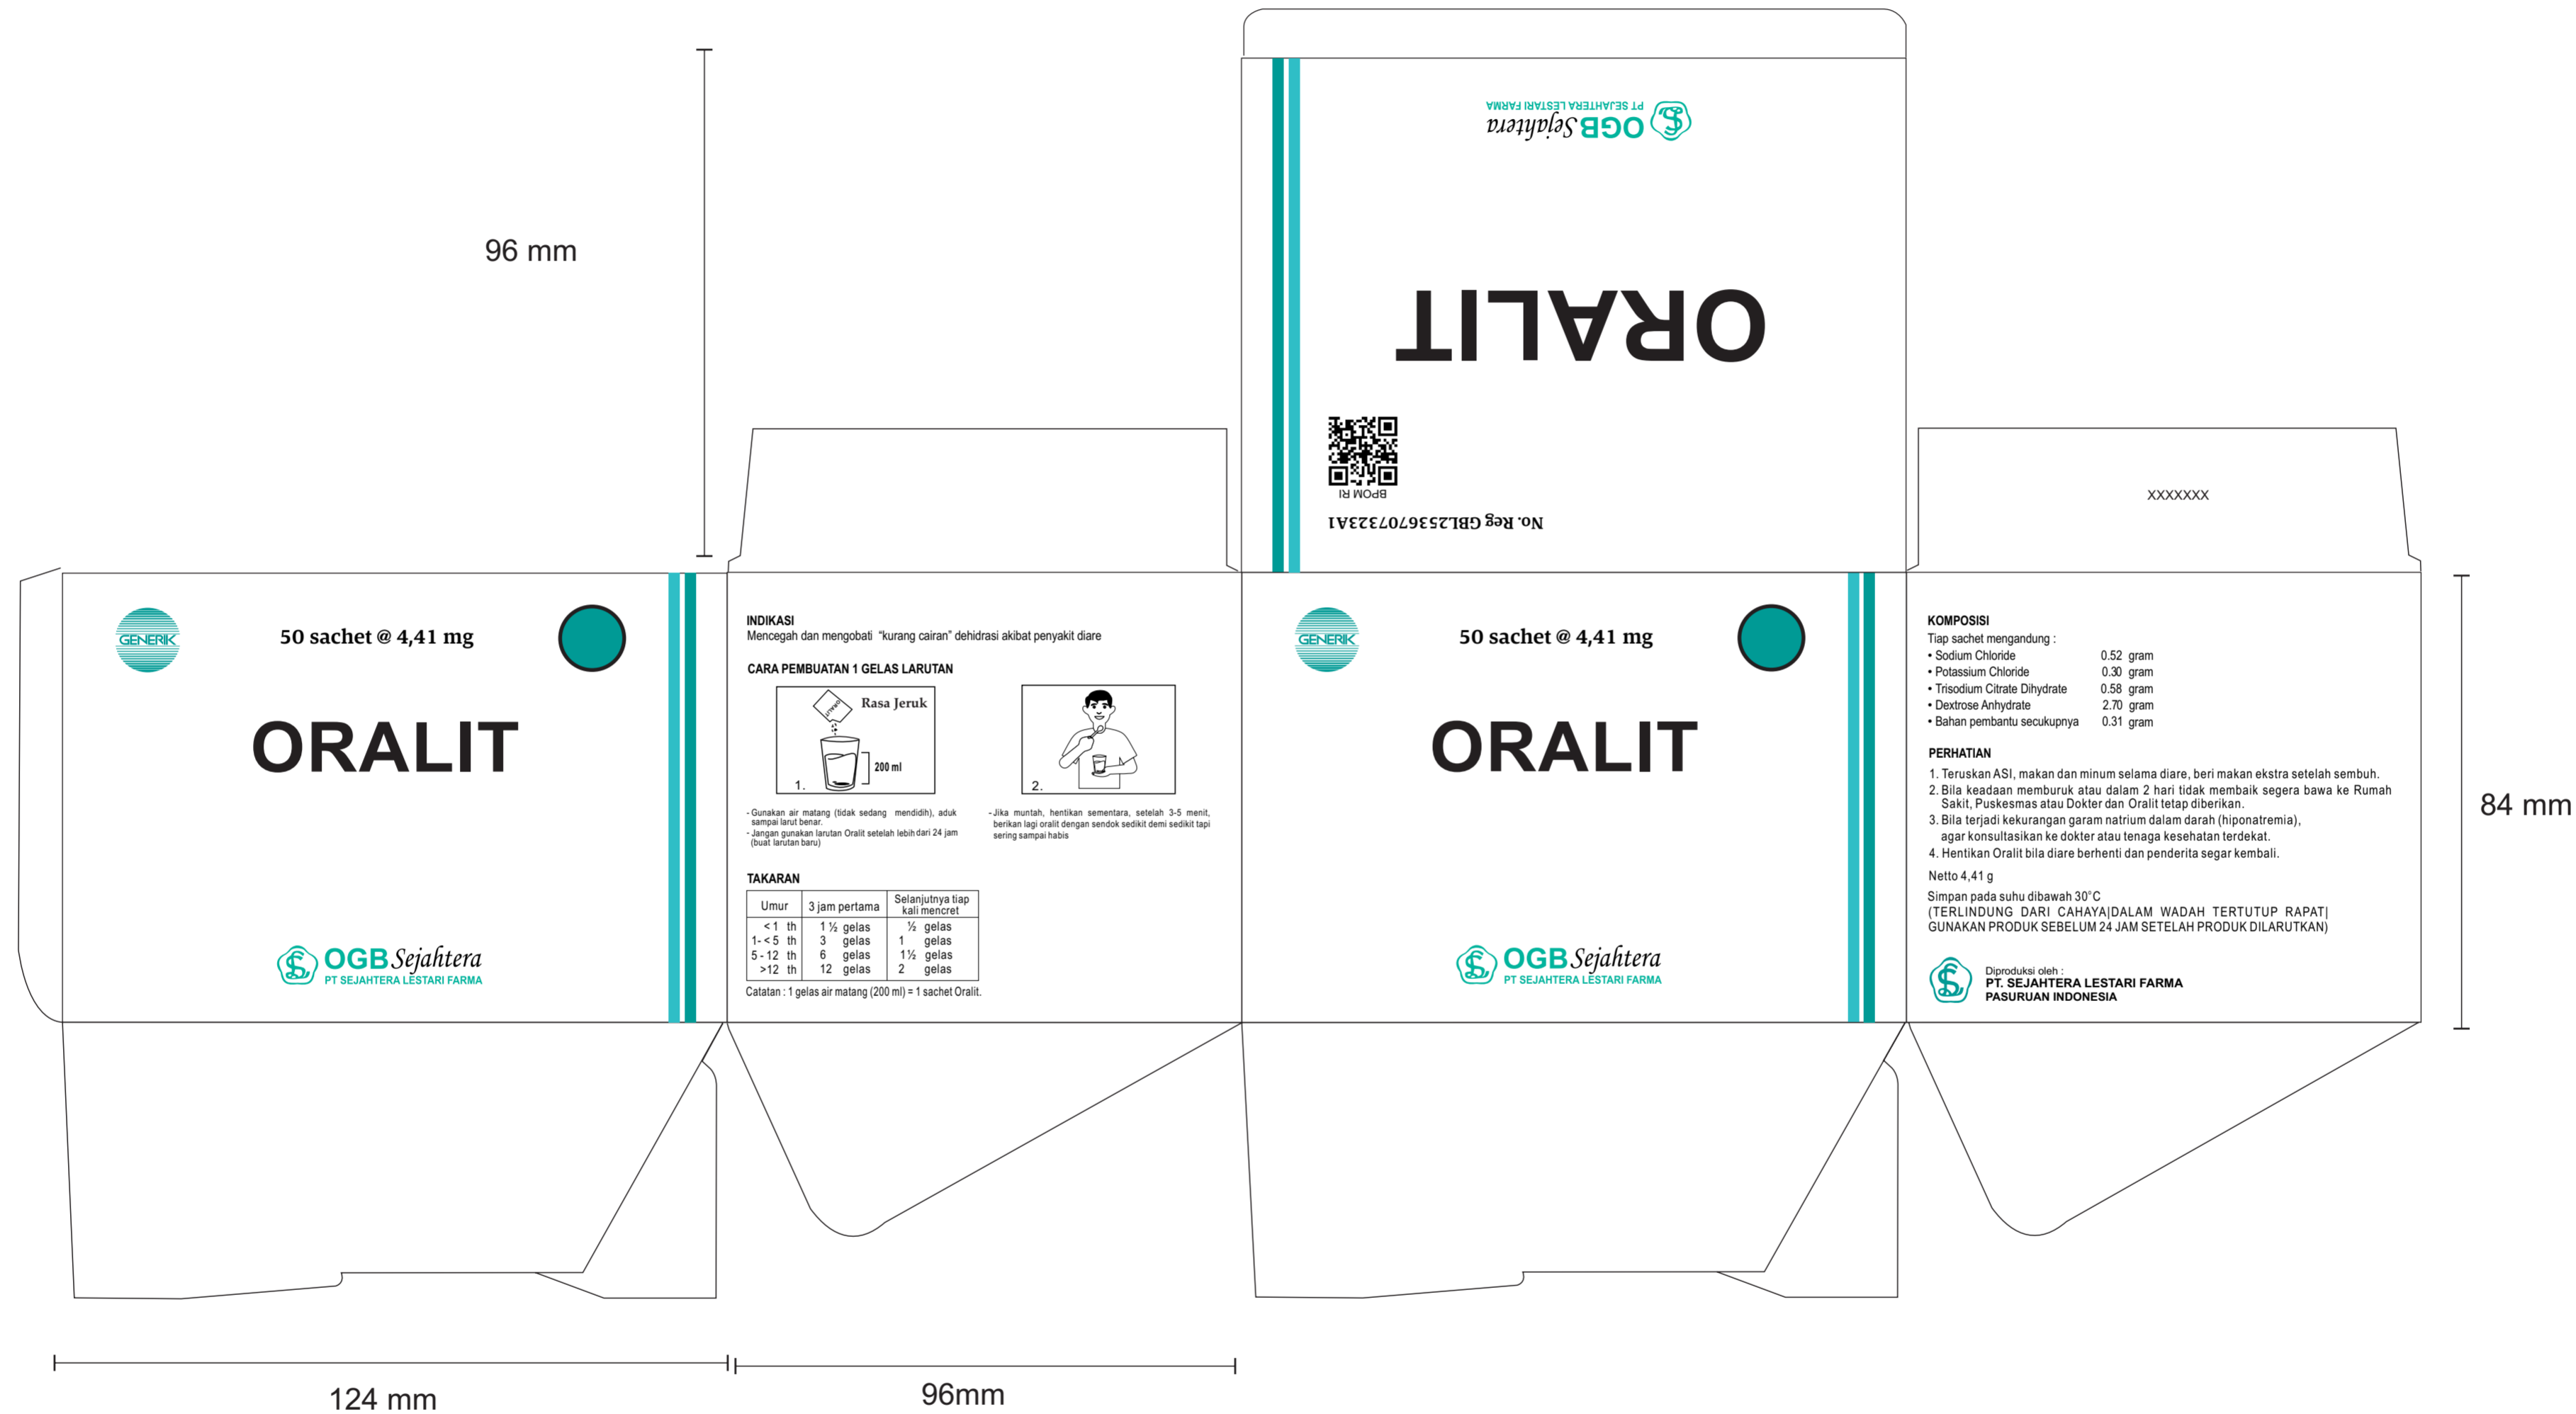 96 mm
PT SEJAHTERA LESTARI FARMA
OGB Sejahtera
ORALIT
BPOM RI
No. Reg GBL2536707323A1
XXXXXXX
GENERIK
50 sachet @ 4,41 mg
ORALIT
OGB Sejahtera
PT SEJAHTERA LESTARI FARMA
INDIKASI
Mencegah dan mengobati “kurang cairan” dehidrasi akibat penyakit diare
CARA PEMBUATAN 1 GELAS LARUTAN
ORALIT
Rasa Jeruk
200 ml
1.
2.
- Gunakan air matang (tidak sedang mendidih), aduk
sampai larut benar.
- Jangan gunakan larutan Oralit setelah lebih dari 24 jam
(buat larutan baru)
- Jika muntah, hentikan sementara, setelah 3-5 menit,
berikan lagi oralit dengan sendok sedikit demi sedikit tapi
sering sampai habis
TAKARAN
Umur 3 jam pertama Selanjutnya tiap
kali mencret
< 1 th 1 ½ gelas ½ gelas
1- < 5 th 3 gelas 1 gelas
5 - 12 th 6 gelas 1½ gelas
>12 th 12 gelas 2 gelas
Catatan : 1 gelas air matang (200 ml) = 1 sachet Oralit.
GENERIK
50 sachet @ 4,41 mg
ORALIT
OGB Sejahtera
PT SEJAHTERA LESTARI FARMA
KOMPOSISI
Tiap sachet mengandung :
• Sodium Chloride 0.52 gram
• Potassium Chloride 0.30 gram
• Trisodium Citrate Dihydrate 0.58 gram
• Dextrose Anhydrate 2.70 gram
• Bahan pembantu secukupnya 0.31 gram
PERHATIAN
1. Teruskan ASI, makan dan minum selama diare, beri makan ekstra setelah sembuh.
2. Bila keadaan memburuk atau dalam 2 hari tidak membaik segera bawa ke Rumah
Sakit, Puskesmas atau Dokter dan Oralit tetap diberikan.
3. Bila terjadi kekurangan garam natrium dalam darah (hiponatremia),
agar konsultasikan ke dokter atau tenaga kesehatan terdekat.
4. Hentikan Oralit bila diare berhenti dan penderita segar kembali.
Netto 4,41 g
Simpan pada suhu dibawah 30°C
(TERLINDUNG DARI CAHAYA|DALAM WADAH TERTUTUP RAPAT|
GUNAKAN PRODUK SEBELUM 24 JAM SETELAH PRODUK DILARUTKAN)
Diproduksi oleh :
PT. SEJAHTERA LESTARI FARMA
PASURUAN INDONESIA
84 mm
124 mm
96mm